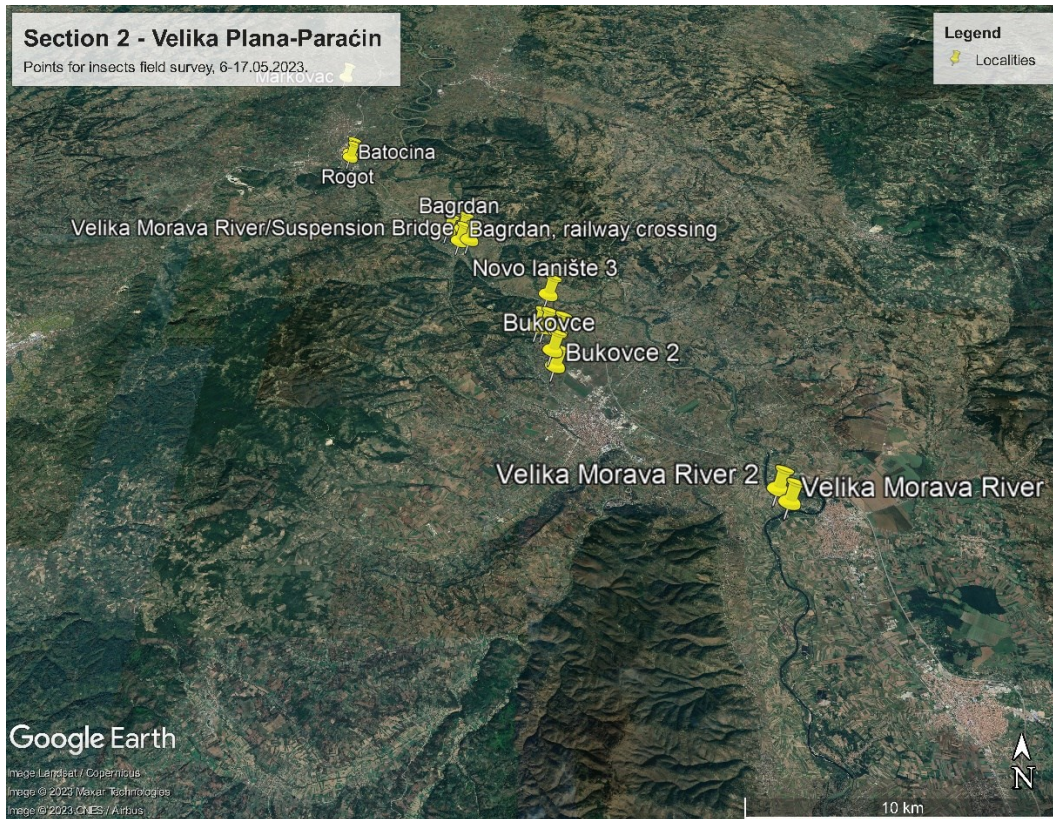 Section 2 - Velika Plana-Paraćin
Points for insects field survey, 6-17.05.2023.
Legend
Localities
Markovac
Batocina
Rogot
Bagrdan
Velika Morava River/Suspension Bridge
Bagrdan, railway crossing
Novo lanište 3
Bukovce
Bukovce 2
Velika Morava River 2
Velika Morava River
Google Earth
Image Landsat / Copernicus
Image © 2023 Maxar Technologies
Image © 2023 CNES / Airbus
N
10 km